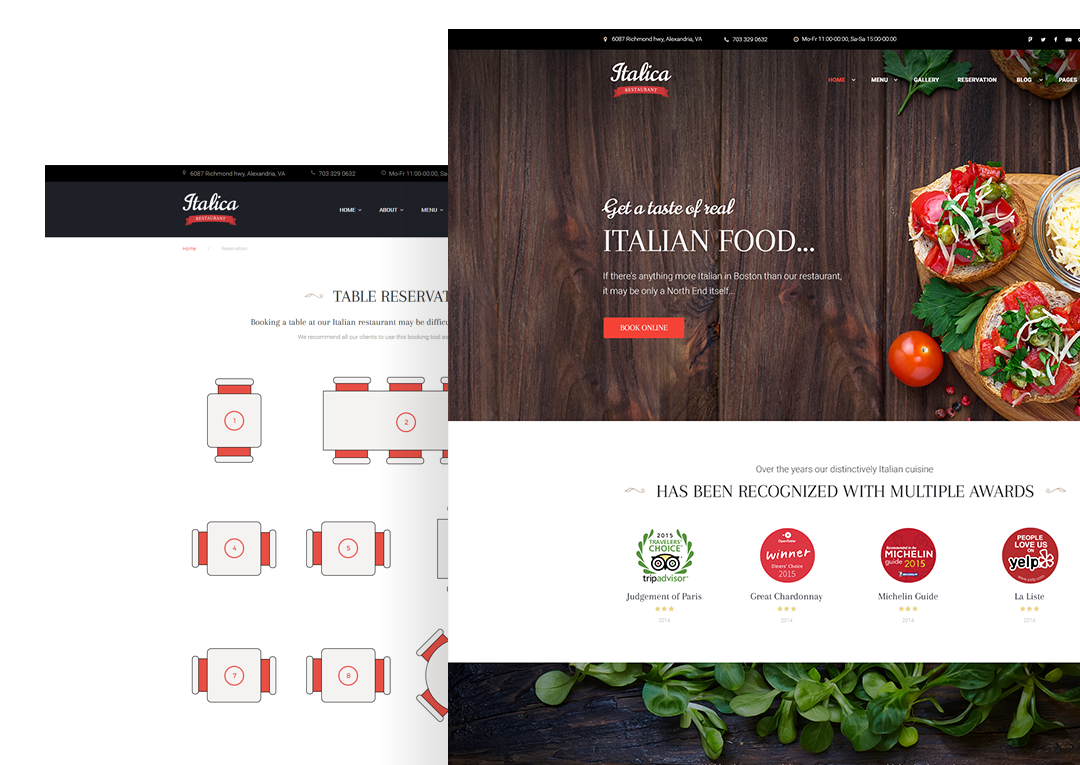 6087 Richmond hwy, Alexandria, VA 703 329 0632 Mo-Fr 11:00-00:00, Sa-Sa 15:00-00:00
Italica
RESTAURANT
HOME MENU GALLERY RESERVATION BLOG PAGES
Get a taste of real
ITALIAN FOOD...
If there's anything more Italian in Boston than our restaurant,
it may be only a North End itself...
BOOK ONLINE
Over the years our distinctively Italian cuisine
HAS BEEN RECOGNIZED WITH MULTIPLE AWARDS
2015
TRAVELERS'
CHOICE
tripadvisor
Judgement of Paris
2014
OpenTable
winner
Diners' Choice
2015
Great Chardonnay
2014
Recommended in the
MICHELIN
guide 2015
MICHELIN
Michelin Guide
2014
PEOPLE
LOVE US
ON
yelp
www.yelp.com
La Liste
2014
6087 Richmond hwy, Alexandria, VA 703 329 0632 Mo-Fr 11:00-00:00, Sa
Italica
RESTAURANT
HOME ABOUT MENU
Home / Reservation
TABLE RESERVAT
Booking a table at our Italian restaurant may be difficu
We recommend all our clients to use this booking tool as
1
2
4
5
7
8